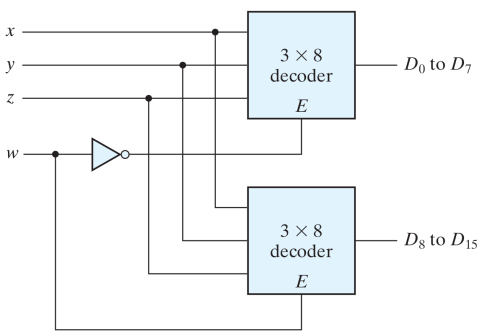 x
y
z
w
3 × 8
decoder
E
D₀ to D₇
3 × 8
decoder
E
D₈ to D₁₅